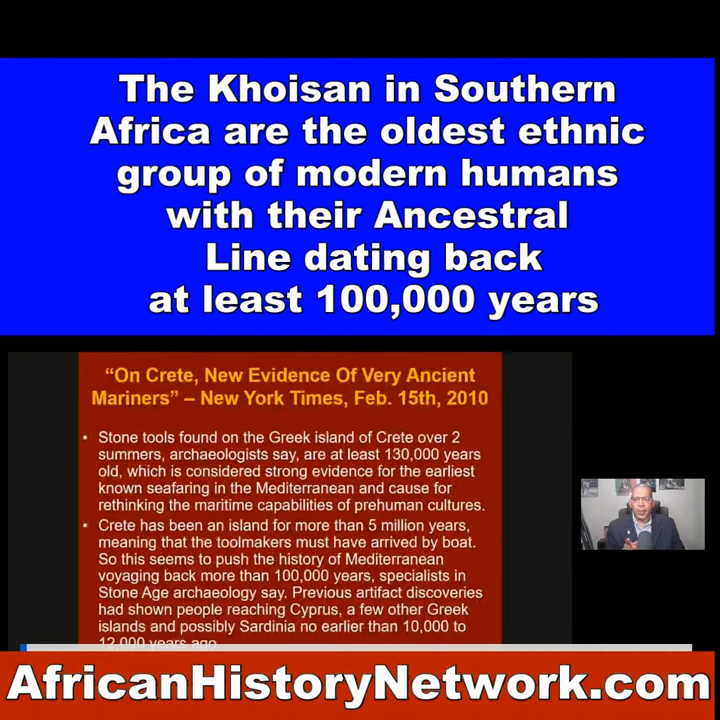 The Khoisan in Southern
Africa are the oldest ethnic
group of modern humans
with their Ancestral
Line dating back
at least 100,000 years
“On Crete, New Evidence Of Very Ancient
Mariners” – New York Times, Feb. 15th, 2010
• Stone tools found on the Greek island of Crete over 2
summers, archaeologists say, are at least 130,000 years
old, which is considered strong evidence for the earliest
known seafaring in the Mediterranean and cause for
rethinking the maritime capabilities of prehuman cultures.
• Crete has been an island for more than 5 million years,
meaning that the toolmakers must have arrived by boat.
So this seems to push the history of Mediterranean
voyaging back more than 100,000 years, specialists in
Stone Age archaeology say. Previous artifact discoveries
had shown people reaching Cyprus, a few other Greek
islands and possibly Sardinia no earlier than 10,000 to
12,000 years ago
AfricanHistoryNetwork.com